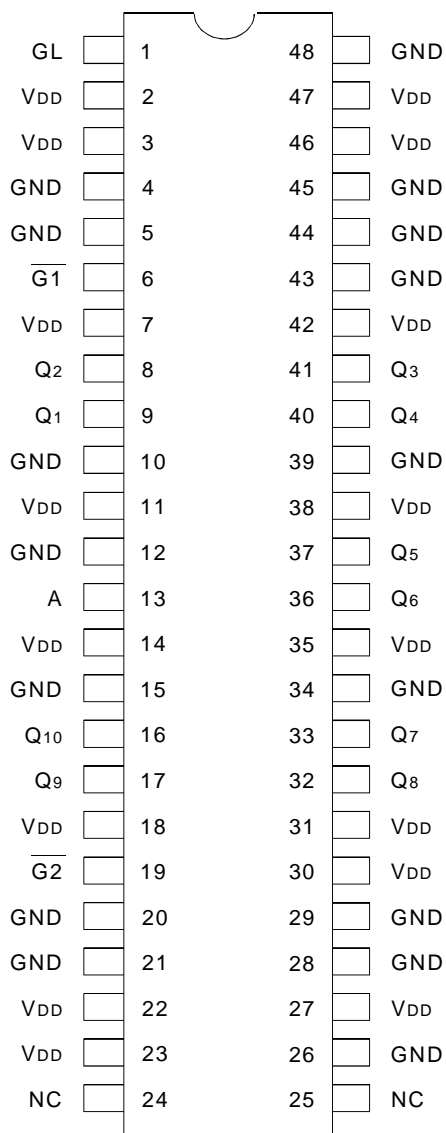 GL 1 48 GND
VDD 2 47 VDD
VDD 3 46 VDD
GND 4 45 GND
GND 5 44 GND
G1 6 43 GND
VDD 7 42 VDD
Q2 8 41 Q3
Q1 9 40 Q4
GND 10 39 GND
VDD 11 38 VDD
GND 12 37 Q5
A 13 36 Q6
VDD 14 35 VDD
GND 15 34 GND
Q10 16 33 Q7
Q9 17 32 Q8
VDD 18 31 VDD
G2 19 30 VDD
GND 20 29 GND
GND 21 28 GND
VDD 22 27 VDD
VDD 23 26 GND
NC 24 25 NC